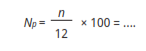 Np = n/12 × 100 = ....